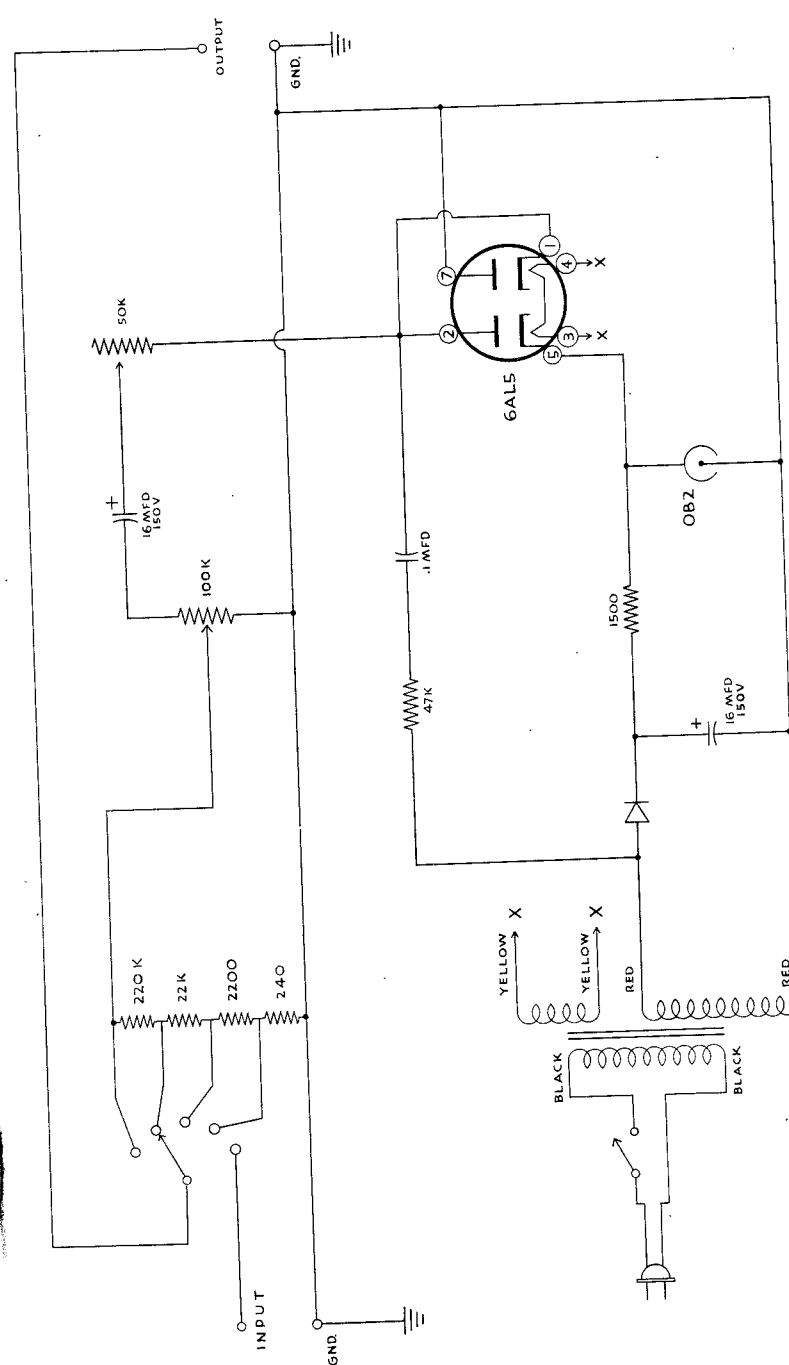 OUTPUT
GND.
50K
+
16 MFD
150V
100K
220K
22K
2200
240
INPUT
GND.
7
2
1
4
X
3
X
5
6AL5
.1 MFD
47K
OB2
1500
+
16 MFD
150V
YELLOW
X
YELLOW
X
RED
RED
BLACK
BLACK